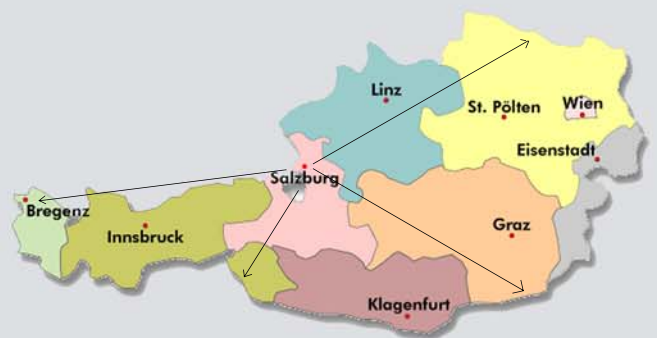 Linz
St. Pölten
Wien
Eisenstadt
Salzburg
Bregenz
Innsbruck
Graz
Klagenfurt